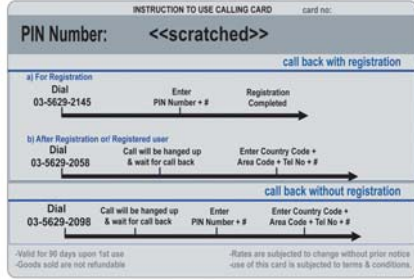 INSTRUCTION TO USE CALLING CARD card no:
PIN Number: <<scratched>>
call back with registration
a) For Registration
Dial
03-5629-2145
Enter
PIN Number + #
Registration
Completed
b) After Registration or/ Registered user
Dial
03-5629-2058
Call will be hanged up
& wait for call back
Enter Country Code +
Area Code + Tel No + #
call back without registration
Dial
03-5629-2098
Call will be hanged up
& wait for call back
Enter
PIN Number + #
Enter Country Code +
Area Code + Tel No + #
-Valid for 90 days upon 1st use
-Goods sold are not refundable
-Rates are subjected to change without prior notice
-use of this card is subjected to terms & conditions.